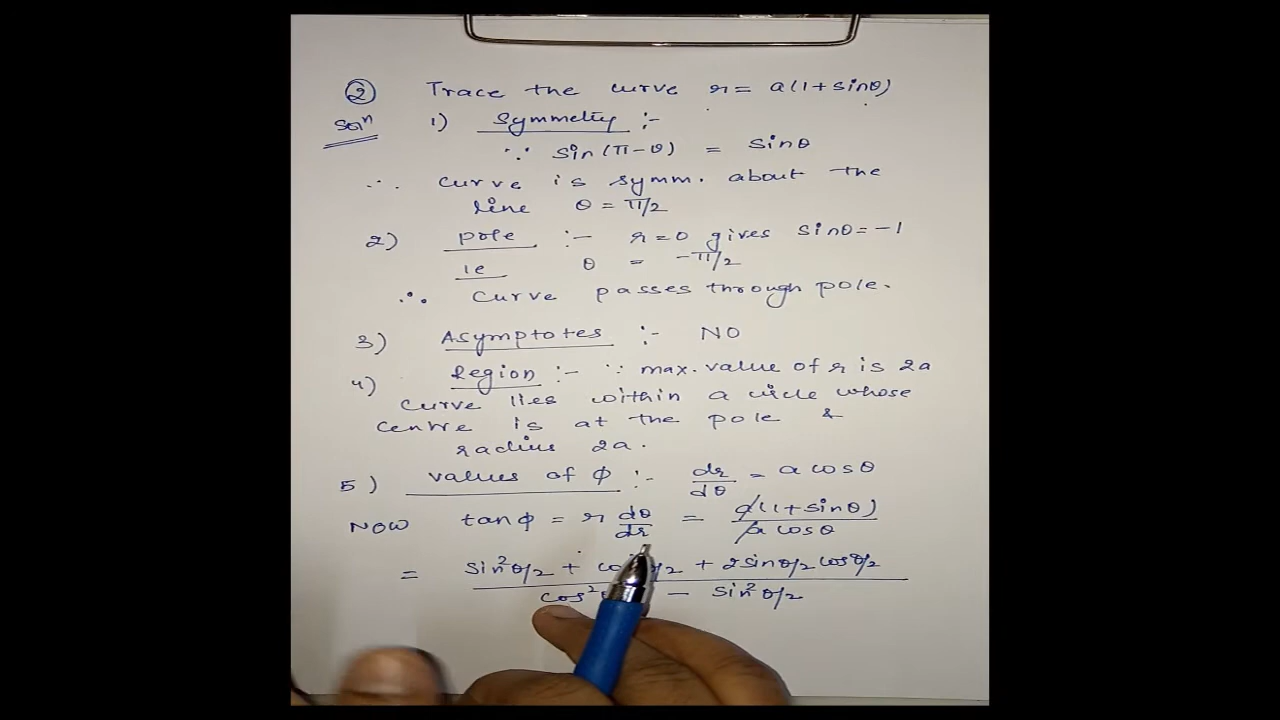 ② Trace the curve r = a(1+sinθ)
Solⁿ 1) Symmetry :-
∵ sin(π-θ) = sinθ
∴ curve is symm. about the
line θ = π/2
2) pole :- r=0 gives sinθ=-1
ie θ = -π/2
∴ curve passes through pole.
3) Asymptotes :- NO
4) Region :- ∵ max. value of r is 2a
curve lies within a circle whose
centre is at the pole &
radius 2a.
5) values of φ :- dr/dθ = a cosθ
NOW tanφ = r dθ/dr = a(1+sinθ)/a cosθ
= sin²θ/2 + θ/2 + 2sinθ/2 cosθ/2
cos² - sin²θ/2